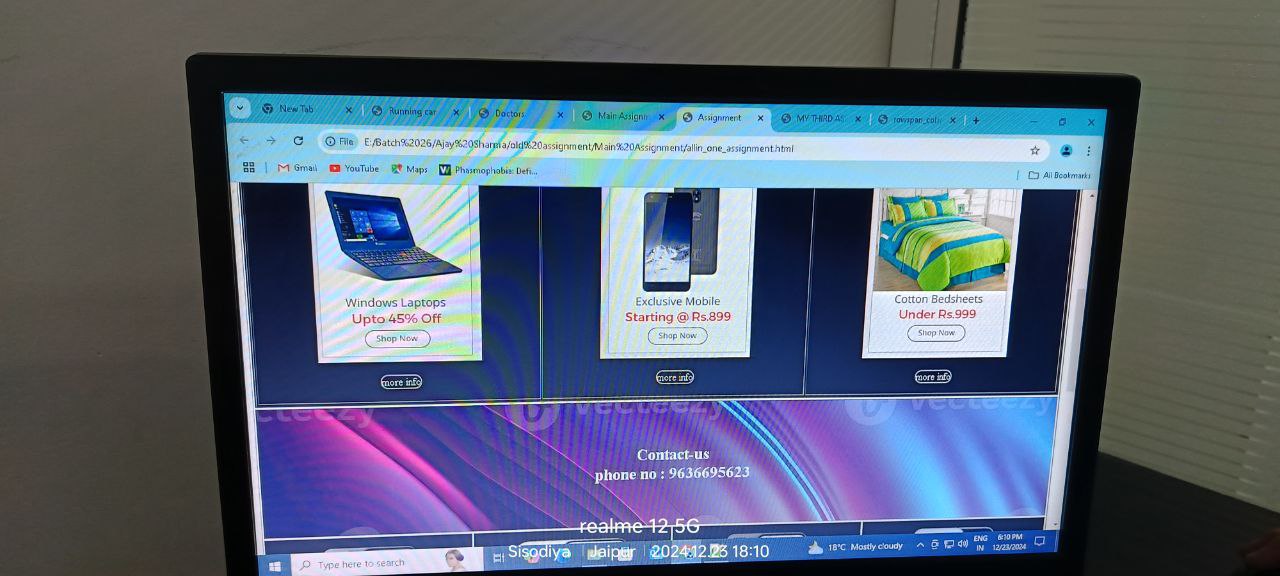 New Tab
Running car
Doctors
Main Assignm
Assignment
MY THIRD AS
rowspan_cols
File
E:/Batch%2026/Ajay%20Sharma/old%20assignment/Main%20Assignment/allin_one_assignment.html
Gmail
YouTube
Maps
Phasmophobia: Defi...
All Bookmarks
Windows Laptops
Upto 45% Off
Shop Now
more info
Exclusive Mobile
Starting @ Rs.899
Shop Now
more info
Cotton Bedsheets
Under Rs.999
Shop Now
more info
vecteezy
Contact-us
phone no : 9636695623
realme 12 5G
Sisodiya | Jaipur | 2024.12.23 18:10
Type here to search
18°C Mostly cloudy
ENG
IN
6:10 PM
12/23/2024